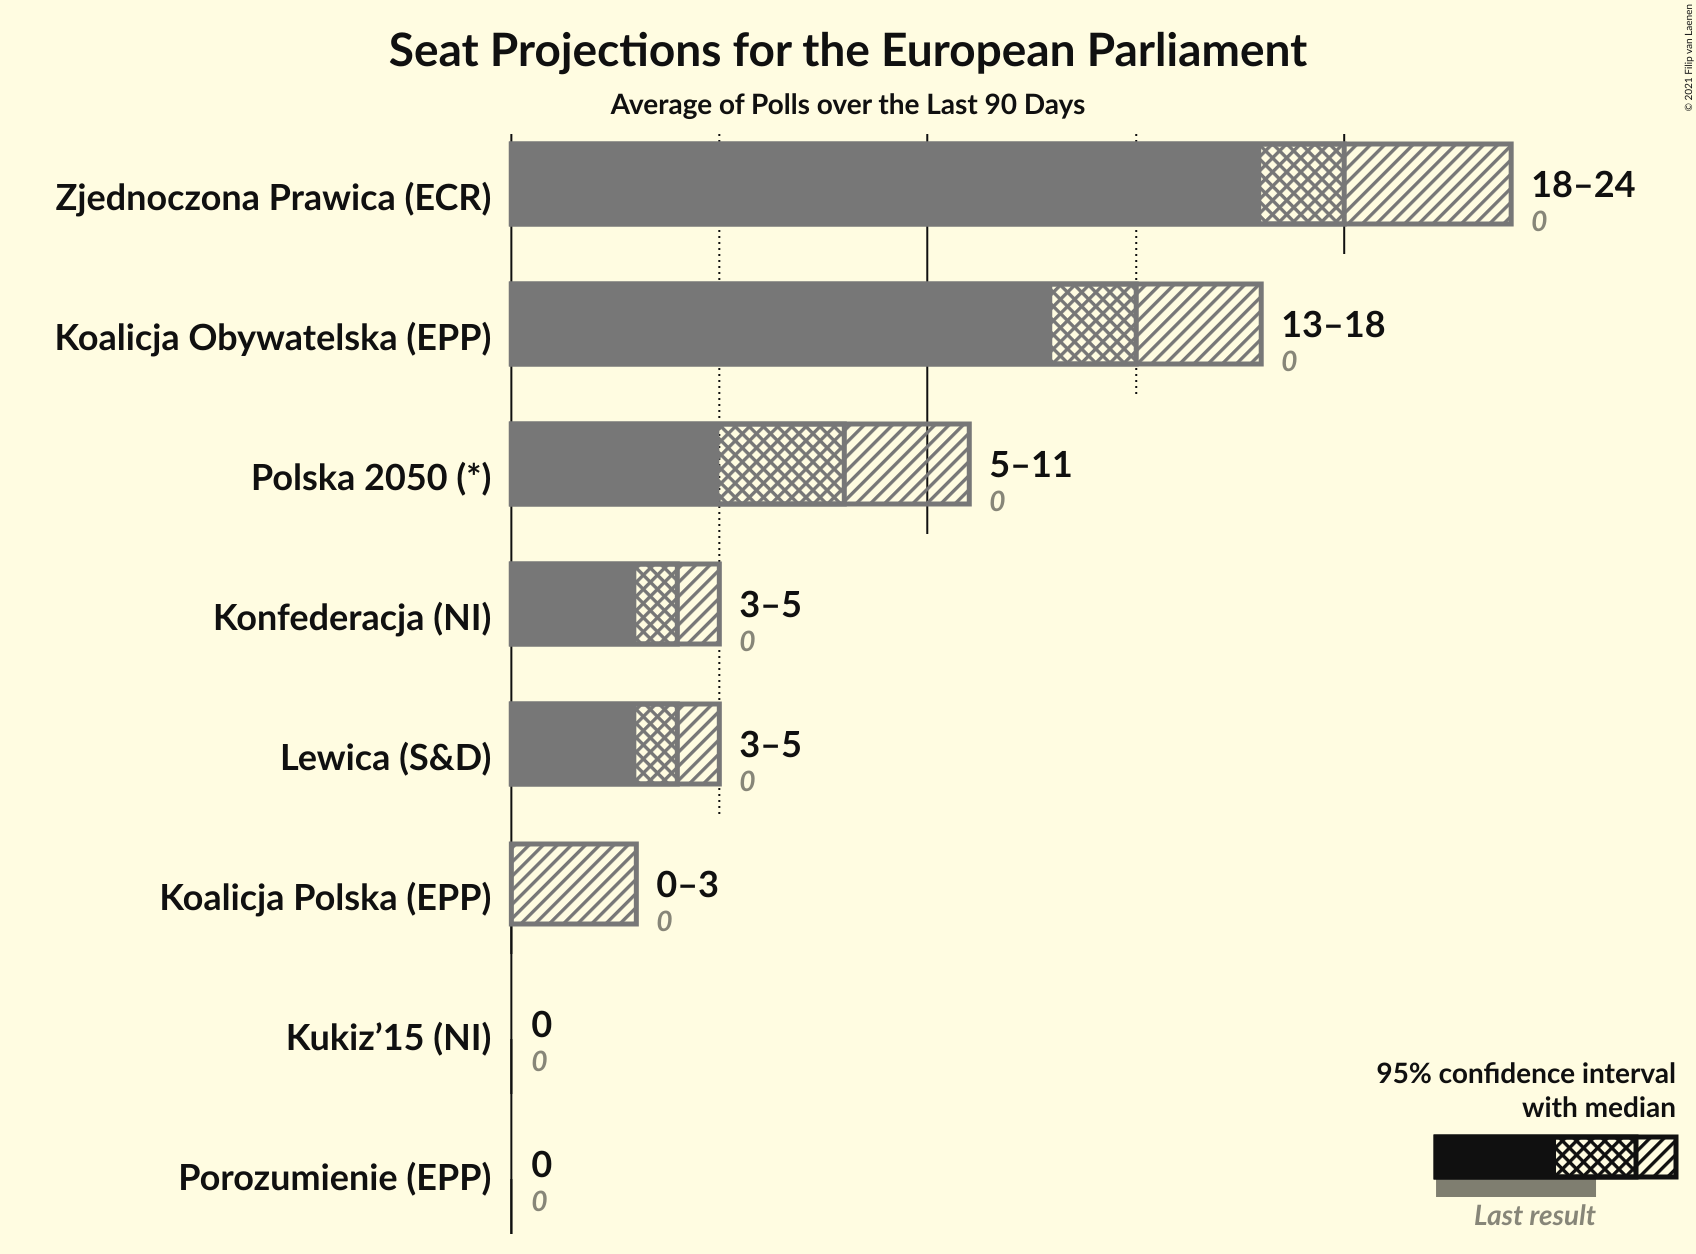 Seat Projections for the European Parliament
Average of Polls over the Last 90 Days
© 2021 Filip van Laenen
Zjednoczona Prawica (ECR)
18–24
0
Koalicja Obywatelska (EPP)
13–18
0
Polska 2050 (*)
5–11
0
Konfederacja (NI)
3–5
0
Lewica (S&D)
3–5
0
Koalicja Polska (EPP)
0–3
0
Kukiz’15 (NI)
0
0
Porozumienie (EPP)
0
0
95% confidence interval
with median
Last result